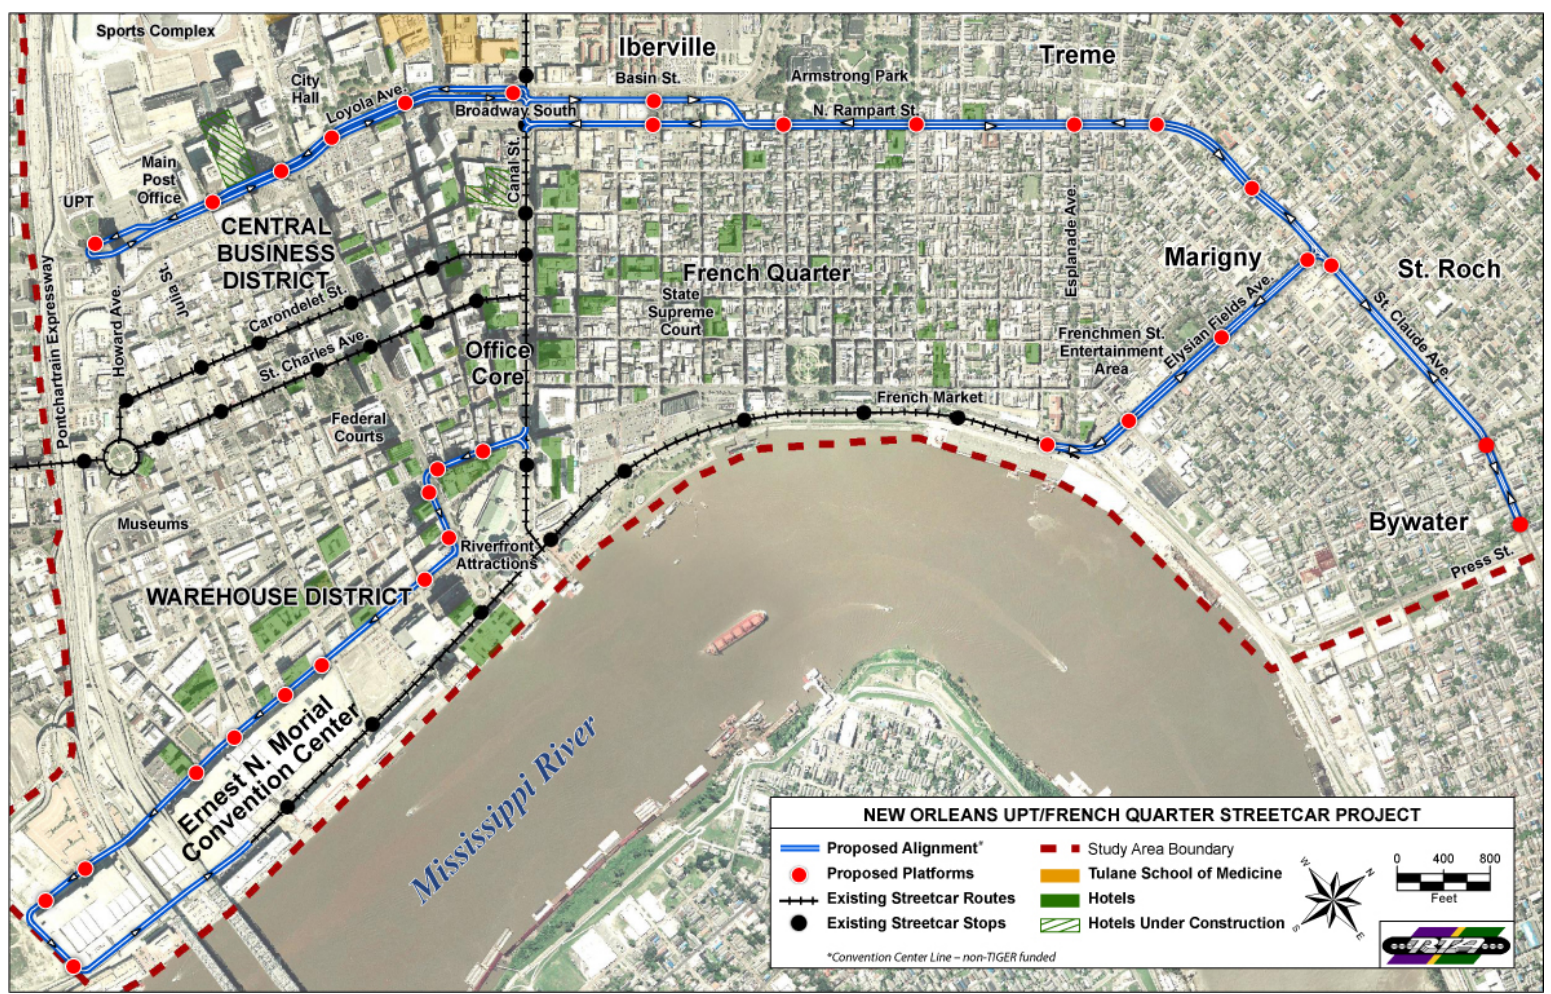 Sports Complex
City
Hall
Loyola Ave.
Iberville
Basin St.
Broadway South
Armstrong Park
N. Rampart St.
Treme
Main
Post
Office
UPT
Canal St.
CENTRAL
BUSINESS
DISTRICT
Pontchartrain Expressway
Howard Ave.
Julia St.
Carondelet St.
St. Charles Ave.
Office
Core
French Quarter
State
Supreme
Court
Esplanade Ave.
Marigny
St. Roch
Frenchmen St.
Entertainment
Area
Elysian Fields Ave.
St. Claude Ave.
French Market
Federal
Courts
Museums
Riverfront
Attractions
Bywater
Press St.
WAREHOUSE DISTRICT
Ernest N. Morial
Convention Center
Mississippi River
NEW ORLEANS UPT/FRENCH QUARTER STREETCAR PROJECT
Proposed Alignment*
Proposed Platforms
Existing Streetcar Routes
Existing Streetcar Stops
Study Area Boundary
Tulane School of Medicine
Hotels
Hotels Under Construction
*Convention Center Line – non-TIGER funded
W N
S E
0 400 800
Feet
RTA